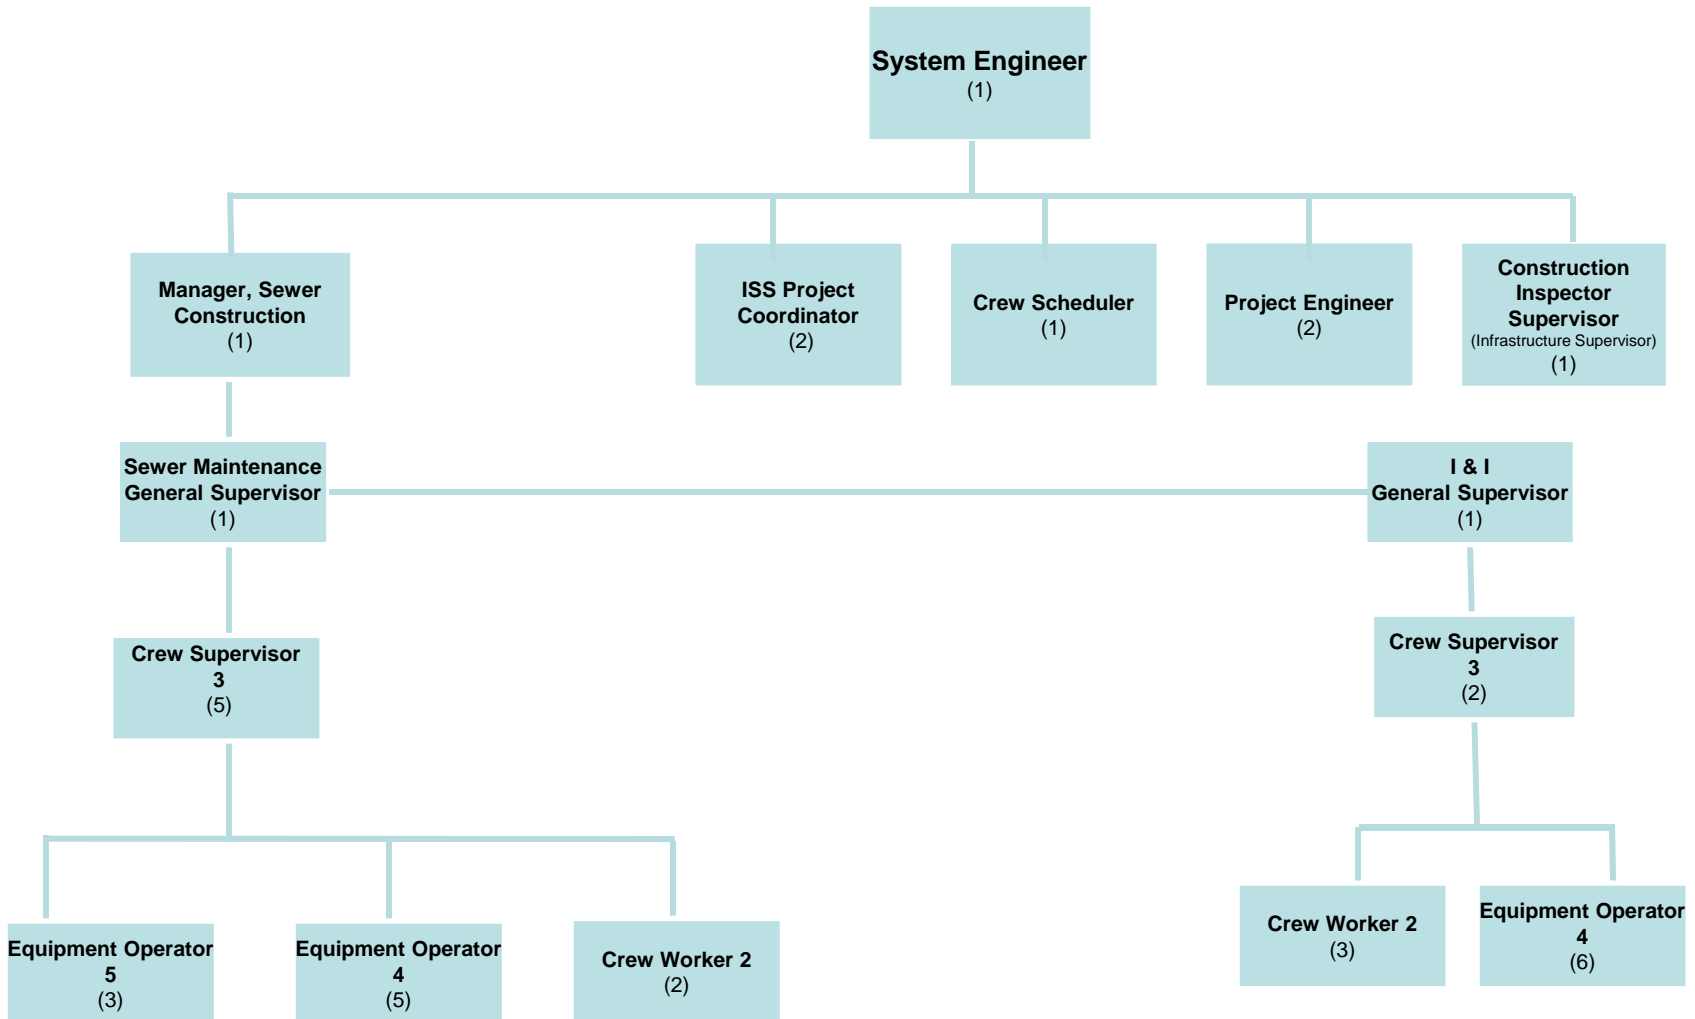 System Engineer
(1)
Manager, Sewer
Construction
(1)
ISS Project
Coordinator
(2)
Crew Scheduler
(1)
Project Engineer
(2)
Construction
Inspector
Supervisor
(Infrastructure Supervisor)
(1)
Sewer Maintenance
General Supervisor
(1)
I & I
General Supervisor
(1)
Crew Supervisor
3
(5)
Crew Supervisor
3
(2)
Equipment Operator
5
(3)
Equipment Operator
4
(5)
Crew Worker 2
(2)
Crew Worker 2
(3)
Equipment Operator
4
(6)